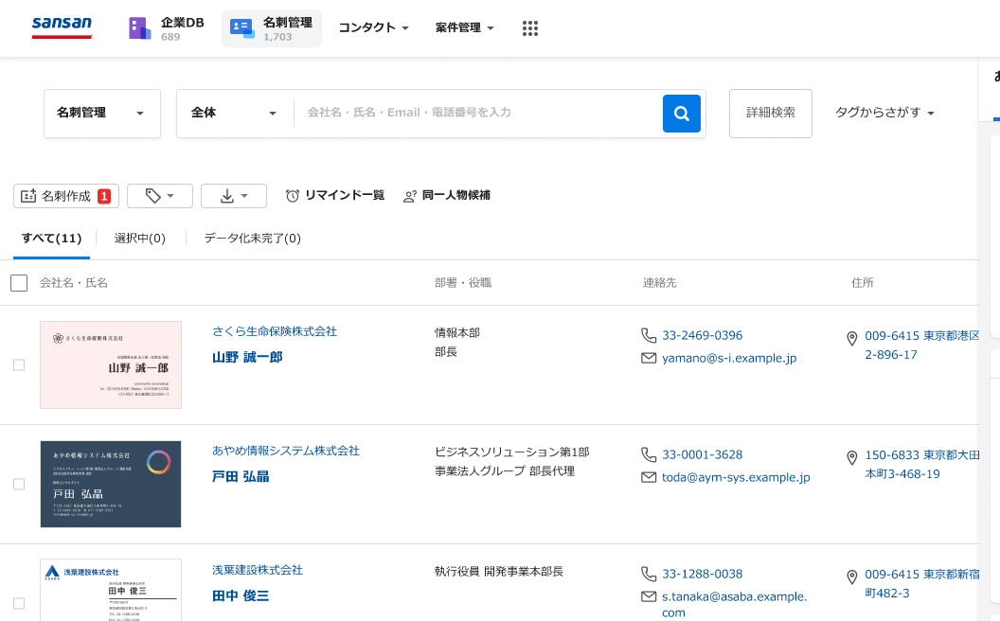 sansan
企業DB
689
名刺管理
1,703
コンタクト
案件管理
名刺管理
全体
会社名・氏名・Email・電話番号を入力
詳細検索
タグからさがす
名刺作成 1
リマインド一覧
同一人物候補
すべて(11)
選択中(0)
データ化未完了(0)
会社名・氏名
部署・役職
連絡先
住所
さくら生命保険株式会社
山野 誠一郎
さくら生命保険株式会社
山野 誠一郎
情報本部
部長
33-2469-0396
yamano@s-i.example.jp
009-6415 東京都港区
2-896-17
あやめ情報システム株式会社
戸田 弘晶
あやめ情報システム株式会社
戸田 弘晶
ビジネスソリューション第1部
事業法人グループ 部長代理
33-0001-3628
toda@aym-sys.example.jp
150-6833 東京都大田
本町3-468-19
浅葉建設株式会社
ASABA
田中 俊三
浅葉建設株式会社
田中 俊三
執行役員 開発事業本部長
33-1288-0038
s.tanaka@asaba.example.
com
009-6415 東京都新宿
町482-3